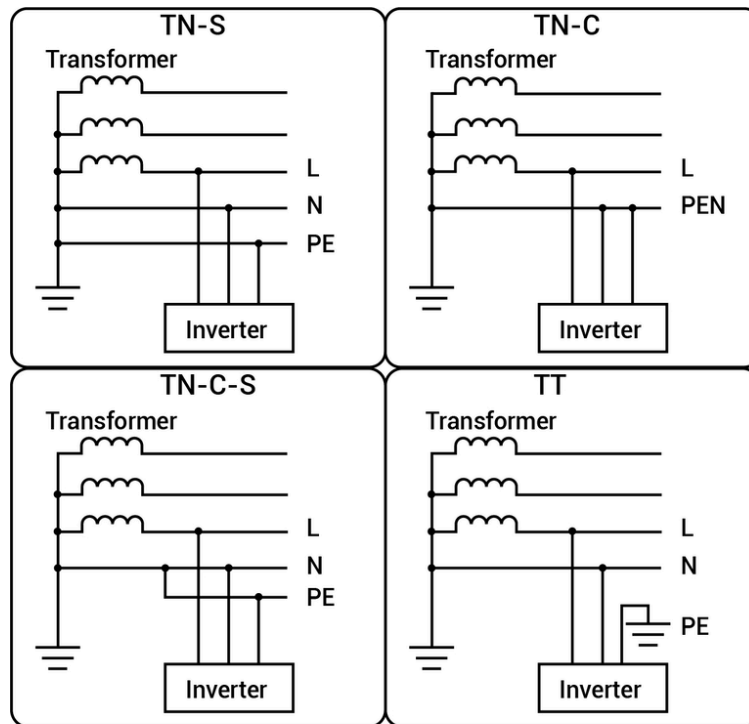 TN-S
Transformer
L
N
PE
Inverter
TN-C
Transformer
L
PEN
Inverter
TN-C-S
Transformer
L
N
PE
Inverter
TT
Transformer
L
N
PE
Inverter